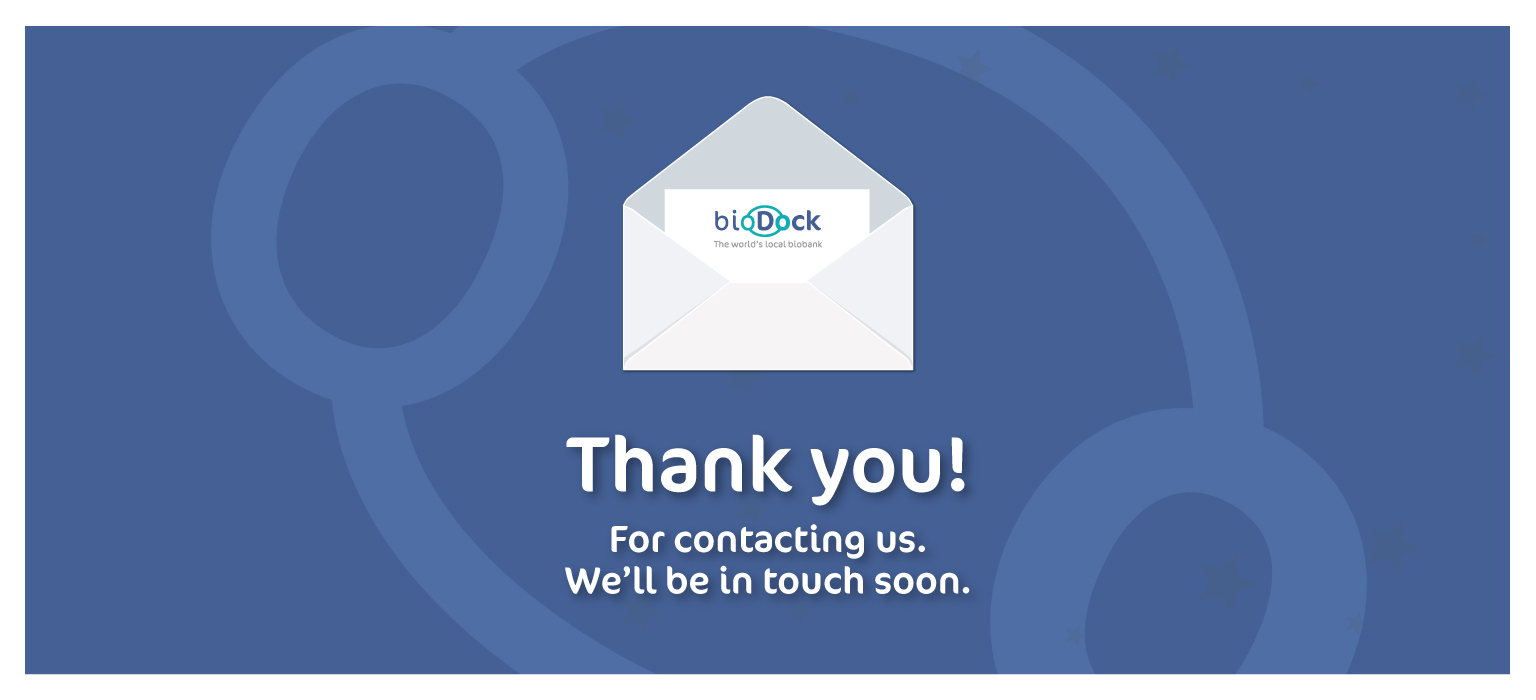 bioDock
The world's local biobank
Thank you!
For contacting us.
We'll be in touch soon.